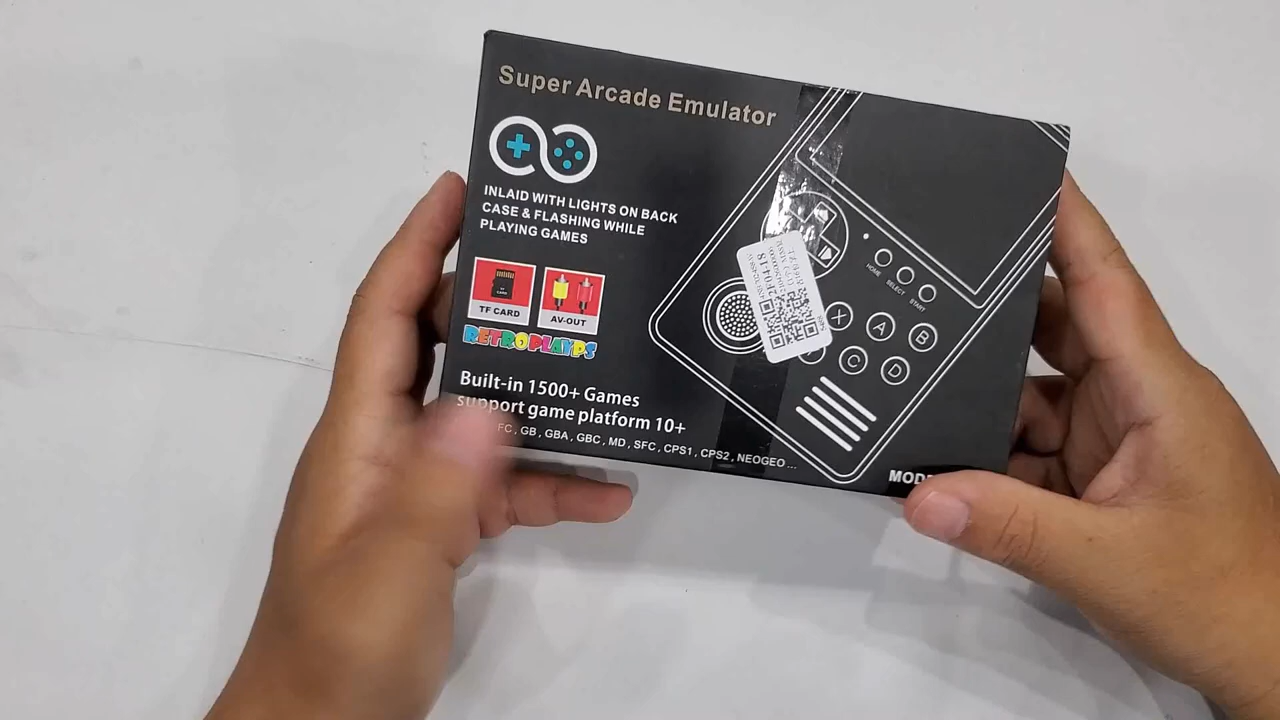 Super Arcade Emulator
INLAID WITH LIGHTS ON BACK
CASE & FLASHING WHILE
PLAYING GAMES
TF CARD
AV-OUT
RETROPLAYPS
Built-in 1500+ Games
support game platform 10+
FC , GB , GBA , GBC , MD , SFC , CPS1 , CPS2 , NEOGEO ...
HOME
SELECT
START
X
A
B
C
D